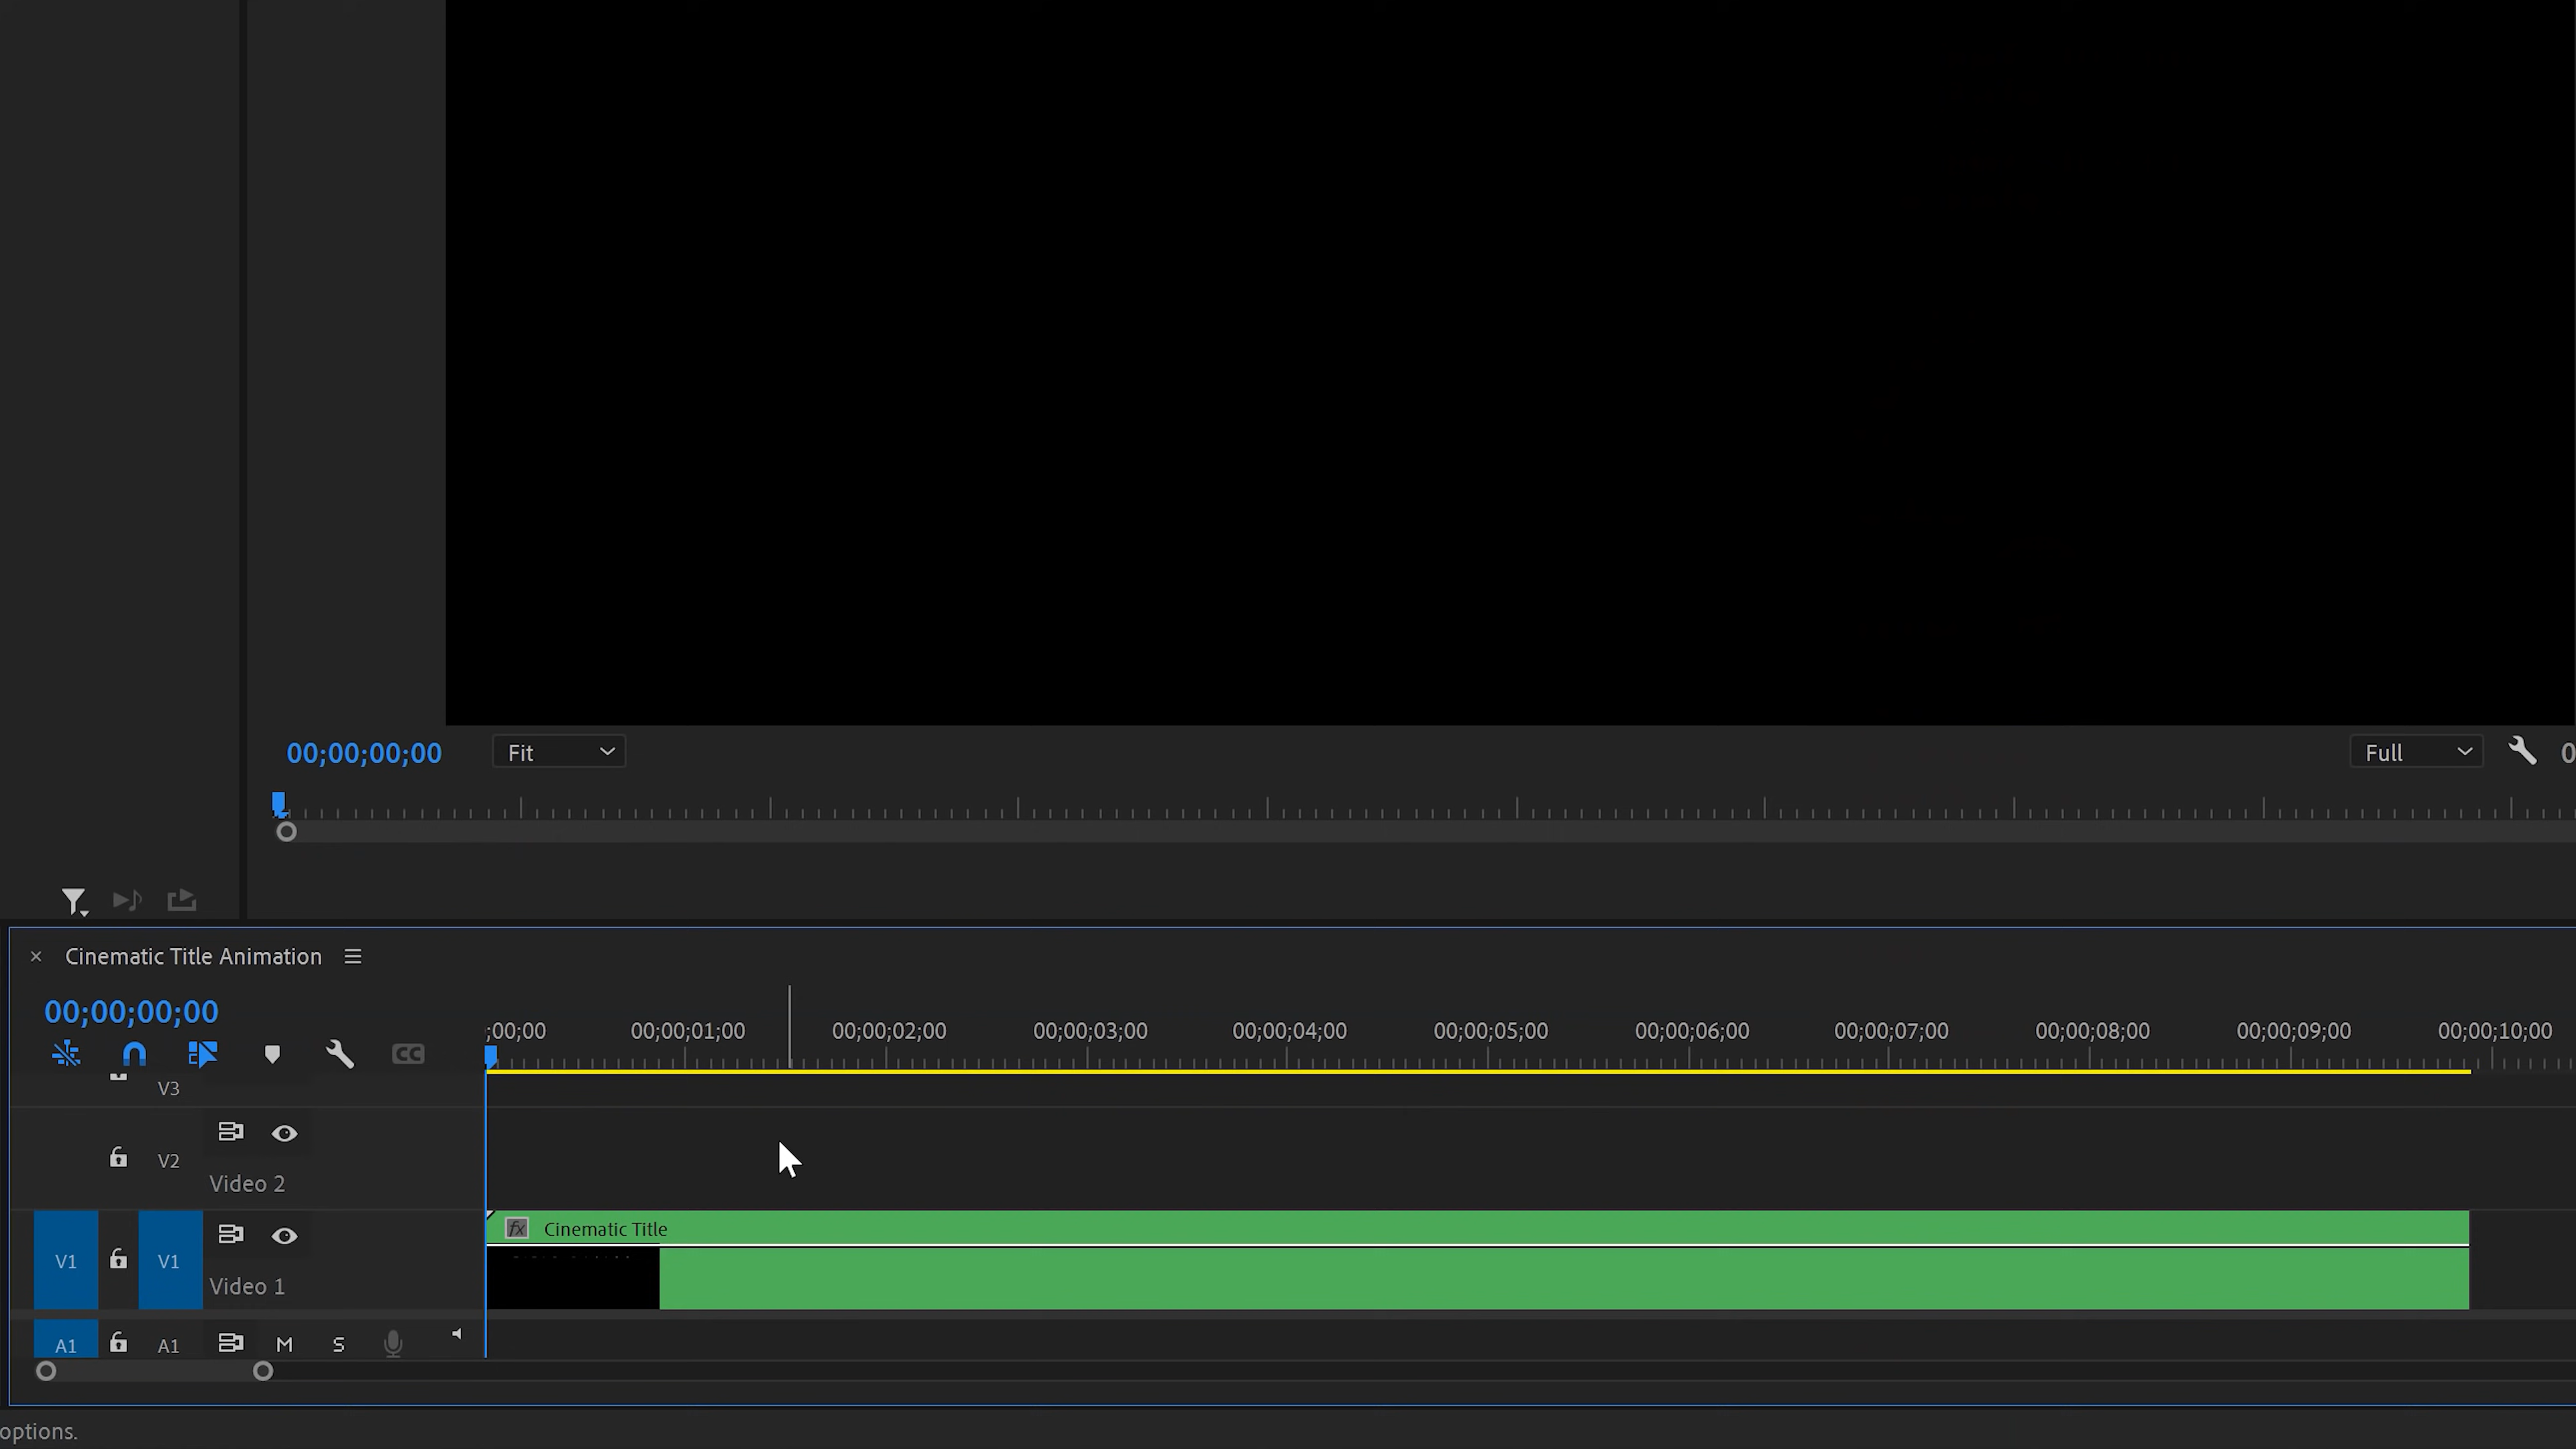 00;00;00;00
Fit
Full
0
Cinematic Title Animation
00;00;00;00
;00;00
00;00;01;00
00;00;02;00
00;00;03;00
00;00;04;00
00;00;05;00
00;00;06;00
00;00;07;00
00;00;08;00
00;00;09;00
00;00;10;00
CC
V3
V2
Video 2
fx Cinematic Title
V1
V1
Video 1
A1
A1
M
S
options.